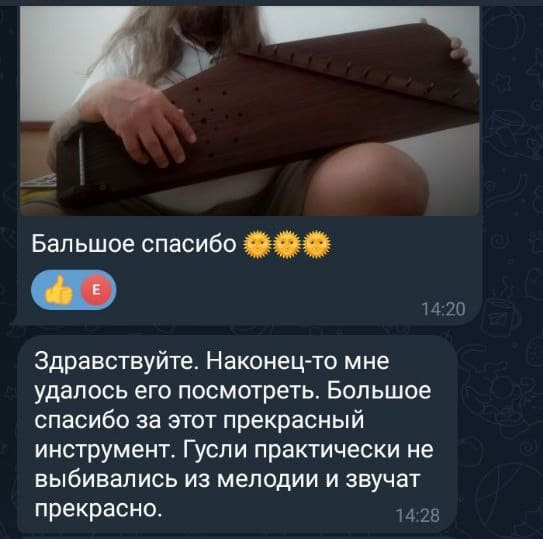 Бальшое спасибо 🌞🌞🌞
👍 E
14:20
Здравствуйте. Наконец-то мне
удалось его посмотреть. Большое
спасибо за этот прекрасный
инструмент. Гусли практически не
выбивались из мелодии и звучат
прекрасно.
14:28